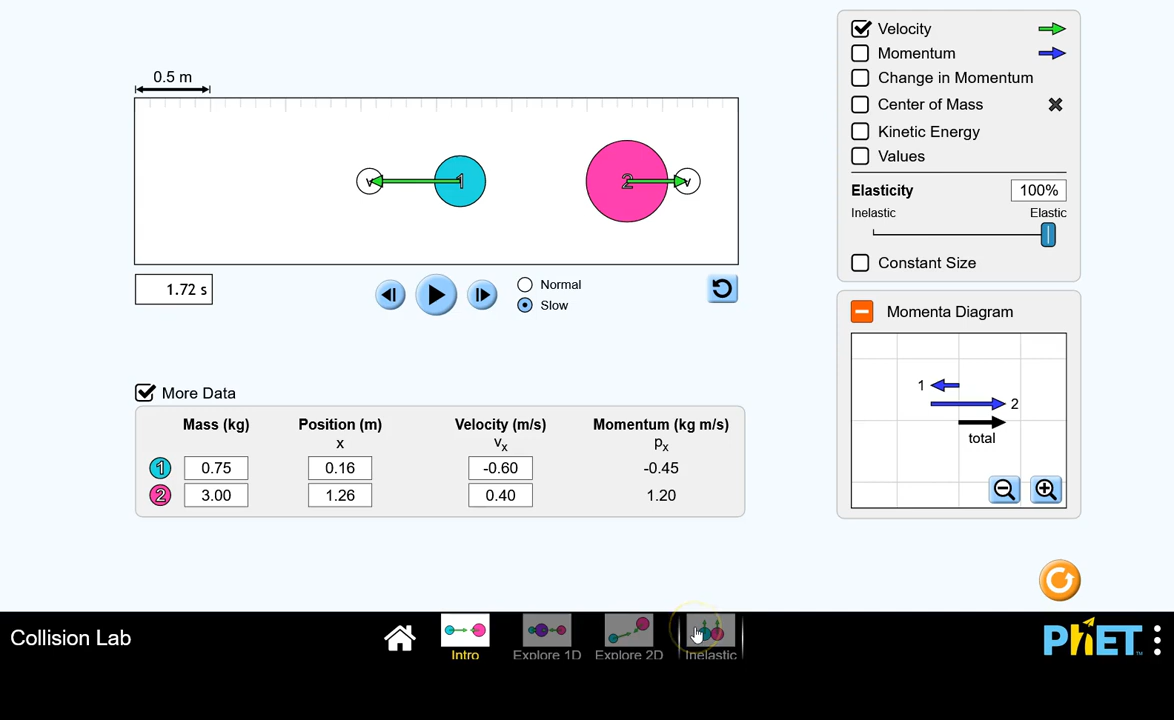 Velocity
Momentum
Change in Momentum
Center of Mass
Kinetic Energy
Values
Elasticity 100%
Inelastic Elastic
Constant Size
0.5 m
v 1 2 v
1.72 s
Normal
Slow
Momenta Diagram
1
2
total
More Data
Mass (kg) Position (m) Velocity (m/s) Momentum (kg m/s)
x vx px
1 0.75 0.16 -0.60 -0.45
2 3.00 1.26 0.40 1.20
Collision Lab
Intro Explore 1D Explore 2D Inelastic
PhET